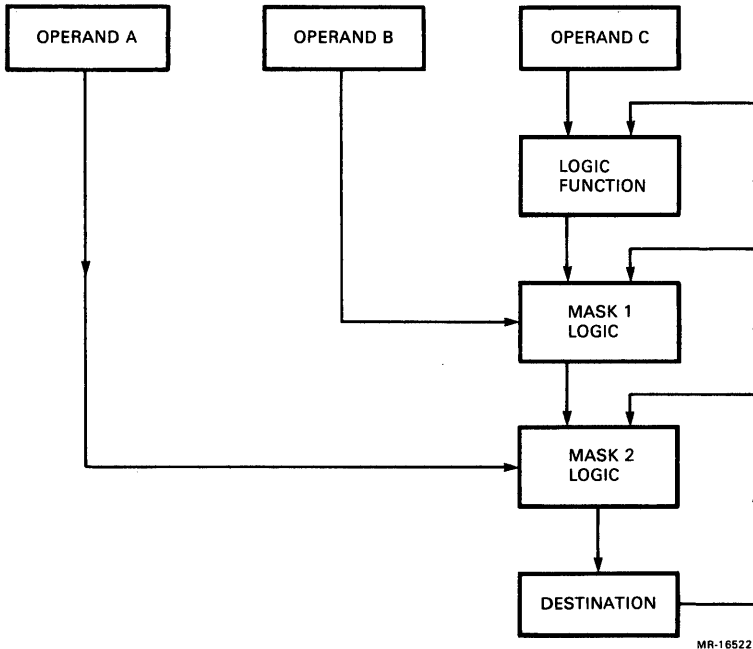 OPERAND A
OPERAND B
OPERAND C
LOGIC
FUNCTION
MASK 1
LOGIC
MASK 2
LOGIC
DESTINATION
MR-16522